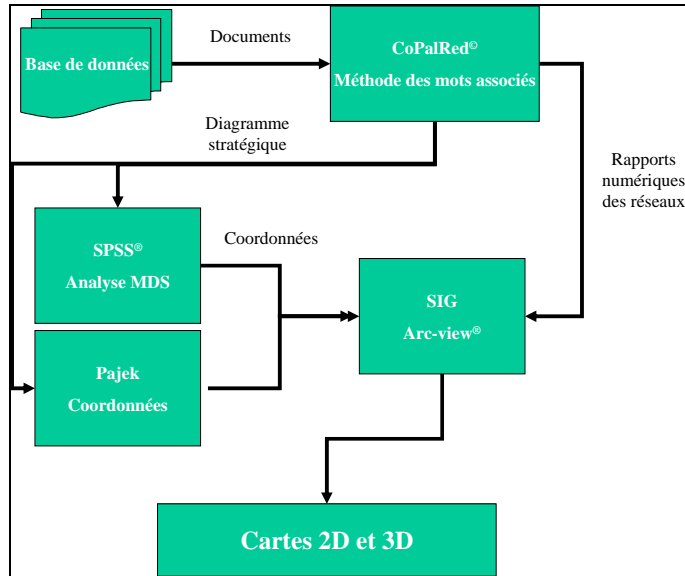 Documents
Base de données
CoPalRed©
Méthode des mots associés
Diagramme
stratégique
Rapports
numériques
des réseaux
SPSS®
Analyse MDS
Coordonnées
SIG
Arc-view®
Pajek
Coordonnées
Cartes 2D et 3D